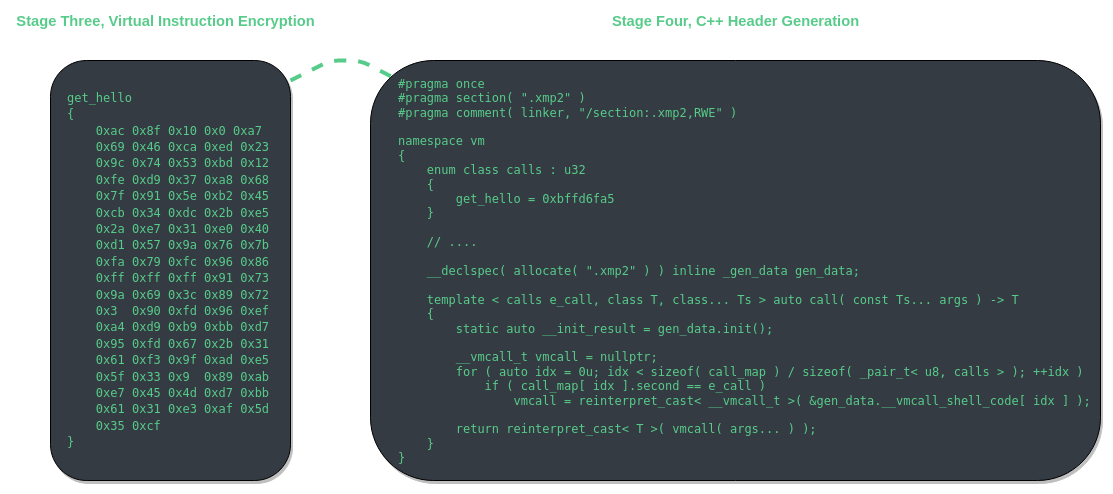 Stage Three, Virtual Instruction Encryption
get_hello
{
    0xac 0x8f 0x10 0x0 0xa7
    0x69 0x46 0xca 0xed 0x23
    0x9c 0x74 0x53 0xbd 0x12
    0xfe 0xd9 0x37 0xa8 0x68
    0x7f 0x91 0x5e 0xb2 0x45
    0xcb 0x34 0xdc 0x2b 0xe5
    0x2a 0xe7 0x31 0xe0 0x40
    0xd1 0x57 0x9a 0x76 0x7b
    0xfa 0x79 0xfc 0x96 0x86
    0xff 0xff 0xff 0x91 0x73
    0x9a 0x69 0x3c 0x89 0x72
    0x3  0x90 0xfd 0x96 0xef
    0xa4 0xd9 0xb9 0xbb 0xd7
    0x95 0xfd 0x67 0x2b 0x31
    0x61 0xf3 0x9f 0xad 0xe5
    0x5f 0x33 0x9  0x89 0xab
    0xe7 0x45 0x4d 0xd7 0xbb
    0x61 0x31 0xe3 0xaf 0x5d
    0x35 0xcf
}
Stage Four, C++ Header Generation
#pragma once
#pragma section( ".xmp2" )
#pragma comment( linker, "/section:.xmp2,RWE" )
namespace vm
{
    enum class calls : u32
    {
        get_hello = 0xbffd6fa5
    }
    // ....
    __declspec( allocate( ".xmp2" ) ) inline _gen_data gen_data;
    template < calls e_call, class T, class... Ts > auto call( const Ts... args ) -> T
    {
        static auto __init_result = gen_data.init();
        __vmcall_t vmcall = nullptr;
        for ( auto idx = 0u; idx < sizeof( call_map ) / sizeof( _pair_t< u8, calls > ); ++idx )
            if ( call_map[ idx ].second == e_call )
                vmcall = reinterpret_cast< __vmcall_t >( &gen_data.__vmcall_shell_code[ idx ] );
        return reinterpret_cast< T >( vmcall( args... ) );
    }
}